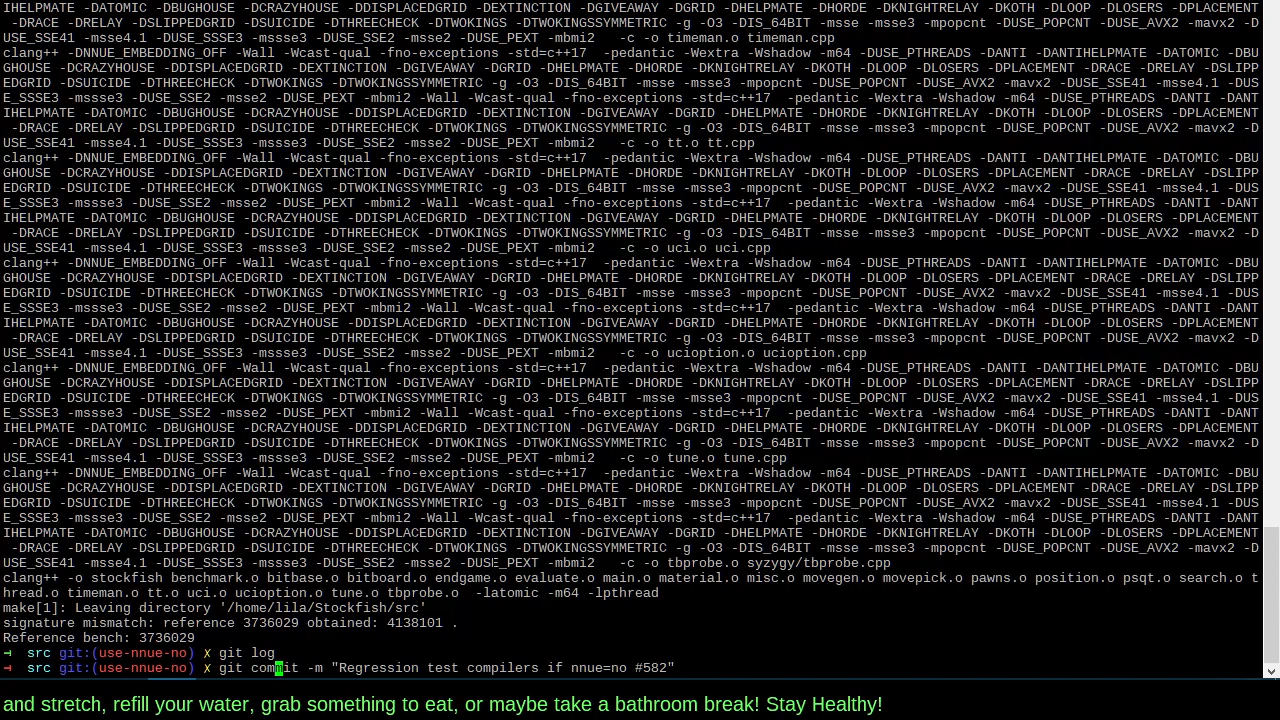 IHELPMATE -DATOMIC -DBUGHOUSE -DCRAZYHOUSE -DDISPLACEDGRID -DEXTINCTION -DGIVEAWAY -DGRID -DHELPMATE -DHORDE -DKNIGHTRELAY -DKOTH -DLOOP -DLOSERS -DPLACEMENT
 -DRACE -DRELAY -DSLIPPEDGRID -DSUICIDE -DTHREECHECK -DTWOKINGS -DTWOKINGSSYMMETRIC -g -O3 -DIS_64BIT -msse -msse3 -mpopcnt -DUSE_POPCNT -DUSE_AVX2 -mavx2 -D
USE_SSE41 -msse4.1 -DUSE_SSSE3 -mssse3 -DUSE_SSE2 -msse2 -DUSE_PEXT -mbmi2   -c -o timeman.o timeman.cpp
clang++ -DNNUE_EMBEDDING_OFF -Wall -Wcast-qual -fno-exceptions -std=c++17  -pedantic -Wextra -Wshadow -m64 -DUSE_PTHREADS -DANTI -DANTIHELPMATE -DATOMIC -DBU
GHOUSE -DCRAZYHOUSE -DDISPLACEDGRID -DEXTINCTION -DGIVEAWAY -DGRID -DHELPMATE -DHORDE -DKNIGHTRELAY -DKOTH -DLOOP -DLOSERS -DPLACEMENT -DRACE -DRELAY -DSLIPP
EDGRID -DSUICIDE -DTHREECHECK -DTWOKINGS -DTWOKINGSSYMMETRIC -g -O3 -DIS_64BIT -msse -msse3 -mpopcnt -DUSE_POPCNT -DUSE_AVX2 -mavx2 -DUSE_SSE41 -msse4.1 -DUS
E_SSSE3 -mssse3 -DUSE_SSE2 -msse2 -DUSE_PEXT -mbmi2 -Wall -Wcast-qual -fno-exceptions -std=c++17  -pedantic -Wextra -Wshadow -m64 -DUSE_PTHREADS -DANTI -DANT
IHELPMATE -DATOMIC -DBUGHOUSE -DCRAZYHOUSE -DDISPLACEDGRID -DEXTINCTION -DGIVEAWAY -DGRID -DHELPMATE -DHORDE -DKNIGHTRELAY -DKOTH -DLOOP -DLOSERS -DPLACEMENT
 -DRACE -DRELAY -DSLIPPEDGRID -DSUICIDE -DTHREECHECK -DTWOKINGS -DTWOKINGSSYMMETRIC -g -O3 -DIS_64BIT -msse -msse3 -mpopcnt -DUSE_POPCNT -DUSE_AVX2 -mavx2 -D
USE_SSE41 -msse4.1 -DUSE_SSSE3 -mssse3 -DUSE_SSE2 -msse2 -DUSE_PEXT -mbmi2   -c -o tt.o tt.cpp
clang++ -DNNUE_EMBEDDING_OFF -Wall -Wcast-qual -fno-exceptions -std=c++17  -pedantic -Wextra -Wshadow -m64 -DUSE_PTHREADS -DANTI -DANTIHELPMATE -DATOMIC -DBU
GHOUSE -DCRAZYHOUSE -DDISPLACEDGRID -DEXTINCTION -DGIVEAWAY -DGRID -DHELPMATE -DHORDE -DKNIGHTRELAY -DKOTH -DLOOP -DLOSERS -DPLACEMENT -DRACE -DRELAY -DSLIPP
EDGRID -DSUICIDE -DTHREECHECK -DTWOKINGS -DTWOKINGSSYMMETRIC -g -O3 -DIS_64BIT -msse -msse3 -mpopcnt -DUSE_POPCNT -DUSE_AVX2 -mavx2 -DUSE_SSE41 -msse4.1 -DUS
E_SSSE3 -mssse3 -DUSE_SSE2 -msse2 -DUSE_PEXT -mbmi2 -Wall -Wcast-qual -fno-exceptions -std=c++17  -pedantic -Wextra -Wshadow -m64 -DUSE_PTHREADS -DANTI -DANT
IHELPMATE -DATOMIC -DBUGHOUSE -DCRAZYHOUSE -DDISPLACEDGRID -DEXTINCTION -DGIVEAWAY -DGRID -DHELPMATE -DHORDE -DKNIGHTRELAY -DKOTH -DLOOP -DLOSERS -DPLACEMENT
 -DRACE -DRELAY -DSLIPPEDGRID -DSUICIDE -DTHREECHECK -DTWOKINGS -DTWOKINGSSYMMETRIC -g -O3 -DIS_64BIT -msse -msse3 -mpopcnt -DUSE_POPCNT -DUSE_AVX2 -mavx2 -D
USE_SSE41 -msse4.1 -DUSE_SSSE3 -mssse3 -DUSE_SSE2 -msse2 -DUSE_PEXT -mbmi2   -c -o uci.o uci.cpp
clang++ -DNNUE_EMBEDDING_OFF -Wall -Wcast-qual -fno-exceptions -std=c++17  -pedantic -Wextra -Wshadow -m64 -DUSE_PTHREADS -DANTI -DANTIHELPMATE -DATOMIC -DBU
GHOUSE -DCRAZYHOUSE -DDISPLACEDGRID -DEXTINCTION -DGIVEAWAY -DGRID -DHELPMATE -DHORDE -DKNIGHTRELAY -DKOTH -DLOOP -DLOSERS -DPLACEMENT -DRACE -DRELAY -DSLIPP
EDGRID -DSUICIDE -DTHREECHECK -DTWOKINGS -DTWOKINGSSYMMETRIC -g -O3 -DIS_64BIT -msse -msse3 -mpopcnt -DUSE_POPCNT -DUSE_AVX2 -mavx2 -DUSE_SSE41 -msse4.1 -DUS
E_SSSE3 -mssse3 -DUSE_SSE2 -msse2 -DUSE_PEXT -mbmi2 -Wall -Wcast-qual -fno-exceptions -std=c++17  -pedantic -Wextra -Wshadow -m64 -DUSE_PTHREADS -DANTI -DANT
IHELPMATE -DATOMIC -DBUGHOUSE -DCRAZYHOUSE -DDISPLACEDGRID -DEXTINCTION -DGIVEAWAY -DGRID -DHELPMATE -DHORDE -DKNIGHTRELAY -DKOTH -DLOOP -DLOSERS -DPLACEMENT
 -DRACE -DRELAY -DSLIPPEDGRID -DSUICIDE -DTHREECHECK -DTWOKINGS -DTWOKINGSSYMMETRIC -g -O3 -DIS_64BIT -msse -msse3 -mpopcnt -DUSE_POPCNT -DUSE_AVX2 -mavx2 -D
USE_SSE41 -msse4.1 -DUSE_SSSE3 -mssse3 -DUSE_SSE2 -msse2 -DUSE_PEXT -mbmi2   -c -o ucioption.o ucioption.cpp
clang++ -DNNUE_EMBEDDING_OFF -Wall -Wcast-qual -fno-exceptions -std=c++17  -pedantic -Wextra -Wshadow -m64 -DUSE_PTHREADS -DANTI -DANTIHELPMATE -DATOMIC -DBU
GHOUSE -DCRAZYHOUSE -DDISPLACEDGRID -DEXTINCTION -DGIVEAWAY -DGRID -DHELPMATE -DHORDE -DKNIGHTRELAY -DKOTH -DLOOP -DLOSERS -DPLACEMENT -DRACE -DRELAY -DSLIPP
EDGRID -DSUICIDE -DTHREECHECK -DTWOKINGS -DTWOKINGSSYMMETRIC -g -O3 -DIS_64BIT -msse -msse3 -mpopcnt -DUSE_POPCNT -DUSE_AVX2 -mavx2 -DUSE_SSE41 -msse4.1 -DUS
E_SSSE3 -mssse3 -DUSE_SSE2 -msse2 -DUSE_PEXT -mbmi2 -Wall -Wcast-qual -fno-exceptions -std=c++17  -pedantic -Wextra -Wshadow -m64 -DUSE_PTHREADS -DANTI -DANT
IHELPMATE -DATOMIC -DBUGHOUSE -DCRAZYHOUSE -DDISPLACEDGRID -DEXTINCTION -DGIVEAWAY -DGRID -DHELPMATE -DHORDE -DKNIGHTRELAY -DKOTH -DLOOP -DLOSERS -DPLACEMENT
 -DRACE -DRELAY -DSLIPPEDGRID -DSUICIDE -DTHREECHECK -DTWOKINGS -DTWOKINGSSYMMETRIC -g -O3 -DIS_64BIT -msse -msse3 -mpopcnt -DUSE_POPCNT -DUSE_AVX2 -mavx2 -D
USE_SSE41 -msse4.1 -DUSE_SSSE3 -mssse3 -DUSE_SSE2 -msse2 -DUSE_PEXT -mbmi2   -c -o tune.o tune.cpp
clang++ -DNNUE_EMBEDDING_OFF -Wall -Wcast-qual -fno-exceptions -std=c++17  -pedantic -Wextra -Wshadow -m64 -DUSE_PTHREADS -DANTI -DANTIHELPMATE -DATOMIC -DBU
GHOUSE -DCRAZYHOUSE -DDISPLACEDGRID -DEXTINCTION -DGIVEAWAY -DGRID -DHELPMATE -DHORDE -DKNIGHTRELAY -DKOTH -DLOOP -DLOSERS -DPLACEMENT -DRACE -DRELAY -DSLIPP
EDGRID -DSUICIDE -DTHREECHECK -DTWOKINGS -DTWOKINGSSYMMETRIC -g -O3 -DIS_64BIT -msse -msse3 -mpopcnt -DUSE_POPCNT -DUSE_AVX2 -mavx2 -DUSE_SSE41 -msse4.1 -DUS
E_SSSE3 -mssse3 -DUSE_SSE2 -msse2 -DUSE_PEXT -mbmi2 -Wall -Wcast-qual -fno-exceptions -std=c++17  -pedantic -Wextra -Wshadow -m64 -DUSE_PTHREADS -DANTI -DANT
IHELPMATE -DATOMIC -DBUGHOUSE -DCRAZYHOUSE -DDISPLACEDGRID -DEXTINCTION -DGIVEAWAY -DGRID -DHELPMATE -DHORDE -DKNIGHTRELAY -DKOTH -DLOOP -DLOSERS -DPLACEMENT
 -DRACE -DRELAY -DSLIPPEDGRID -DSUICIDE -DTHREECHECK -DTWOKINGS -DTWOKINGSSYMMETRIC -g -O3 -DIS_64BIT -msse -msse3 -mpopcnt -DUSE_POPCNT -DUSE_AVX2 -mavx2 -D
USE_SSE41 -msse4.1 -DUSE_SSSE3 -mssse3 -DUSE_SSE2 -msse2 -DUSE_PEXT -mbmi2   -c -o tbprobe.o syzygy/tbprobe.cpp
clang++ -o stockfish benchmark.o bitbase.o bitboard.o endgame.o evaluate.o main.o material.o misc.o movegen.o movepick.o pawns.o position.o psqt.o search.o t
hread.o timeman.o tt.o uci.o ucioption.o tune.o tbprobe.o  -latomic -m64 -lpthread
make[1]: Leaving directory '/home/lila/Stockfish/src'
signature mismatch: reference 3736029 obtained: 4138101 .
Reference bench: 3736029
⊣  src git:(use-nnue-no) ✗ git log
⊣  src git:(use-nnue-no) ✗ git commit -m "Regression test compilers if nnue=no #582"
and stretch, refill your water, grab something to eat, or maybe take a bathroom break! Stay Healthy!